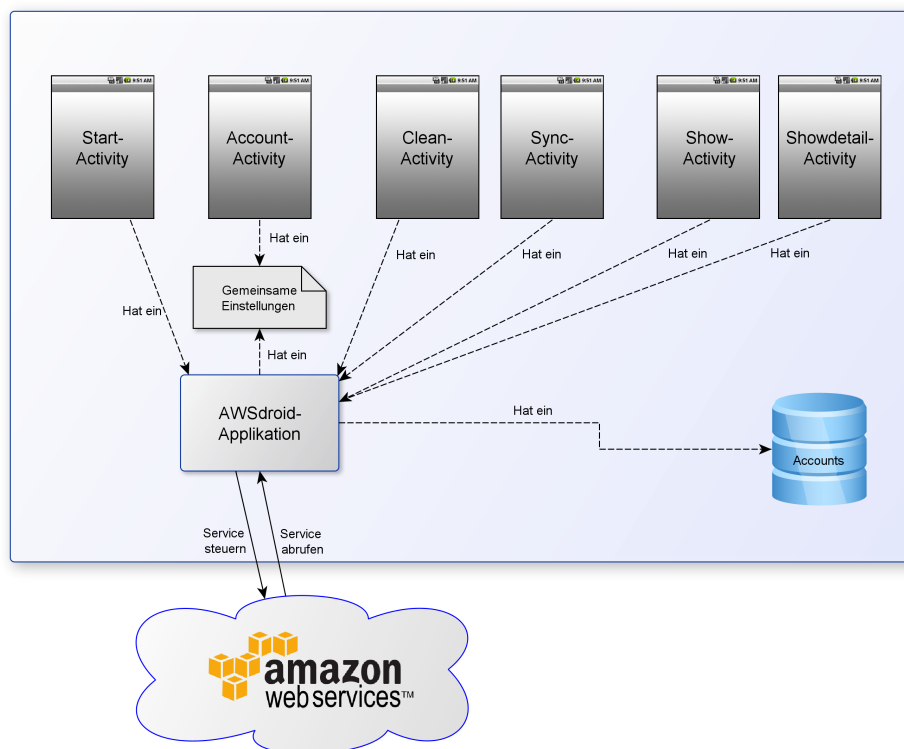 9:51 AM
9:51 AM
9:51 AM
9:51 AM
9:51 AM
9:51 AM
Start-
Activity
Account-
Activity
Clean-
Activity
Sync-
Activity
Show-
Activity
Showdetail-
Activity
Hat ein
Hat ein
Hat ein
Hat ein
Hat ein
Gemeinsame
Einstellungen
Hat ein
Hat ein
AWSdroid-
Applikation
Hat ein
Accounts
Service
steuern
Service
abrufen
amazon
webservices™